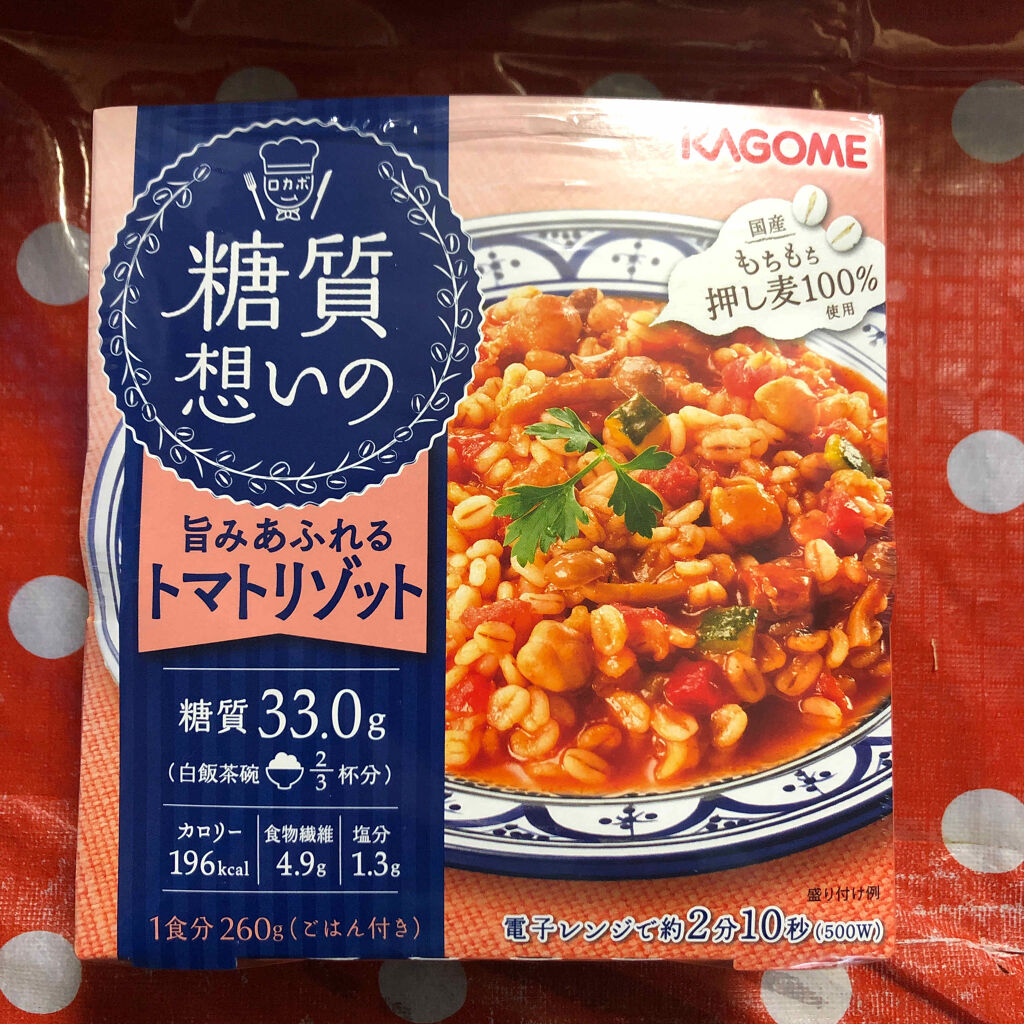 KAGOME
ロカボ
糖質
想いの
国産
もちもち
押し麦100%
使用
旨みあふれる
トマトリゾット
糖質 33.0g
(白飯茶碗 2/3 杯分)
カロリー 食物繊維 塩分
196kcal 4.9g 1.3g
1食分 260g(ごはん付き)
盛り付け例
電子レンジで約2分10秒(500W)